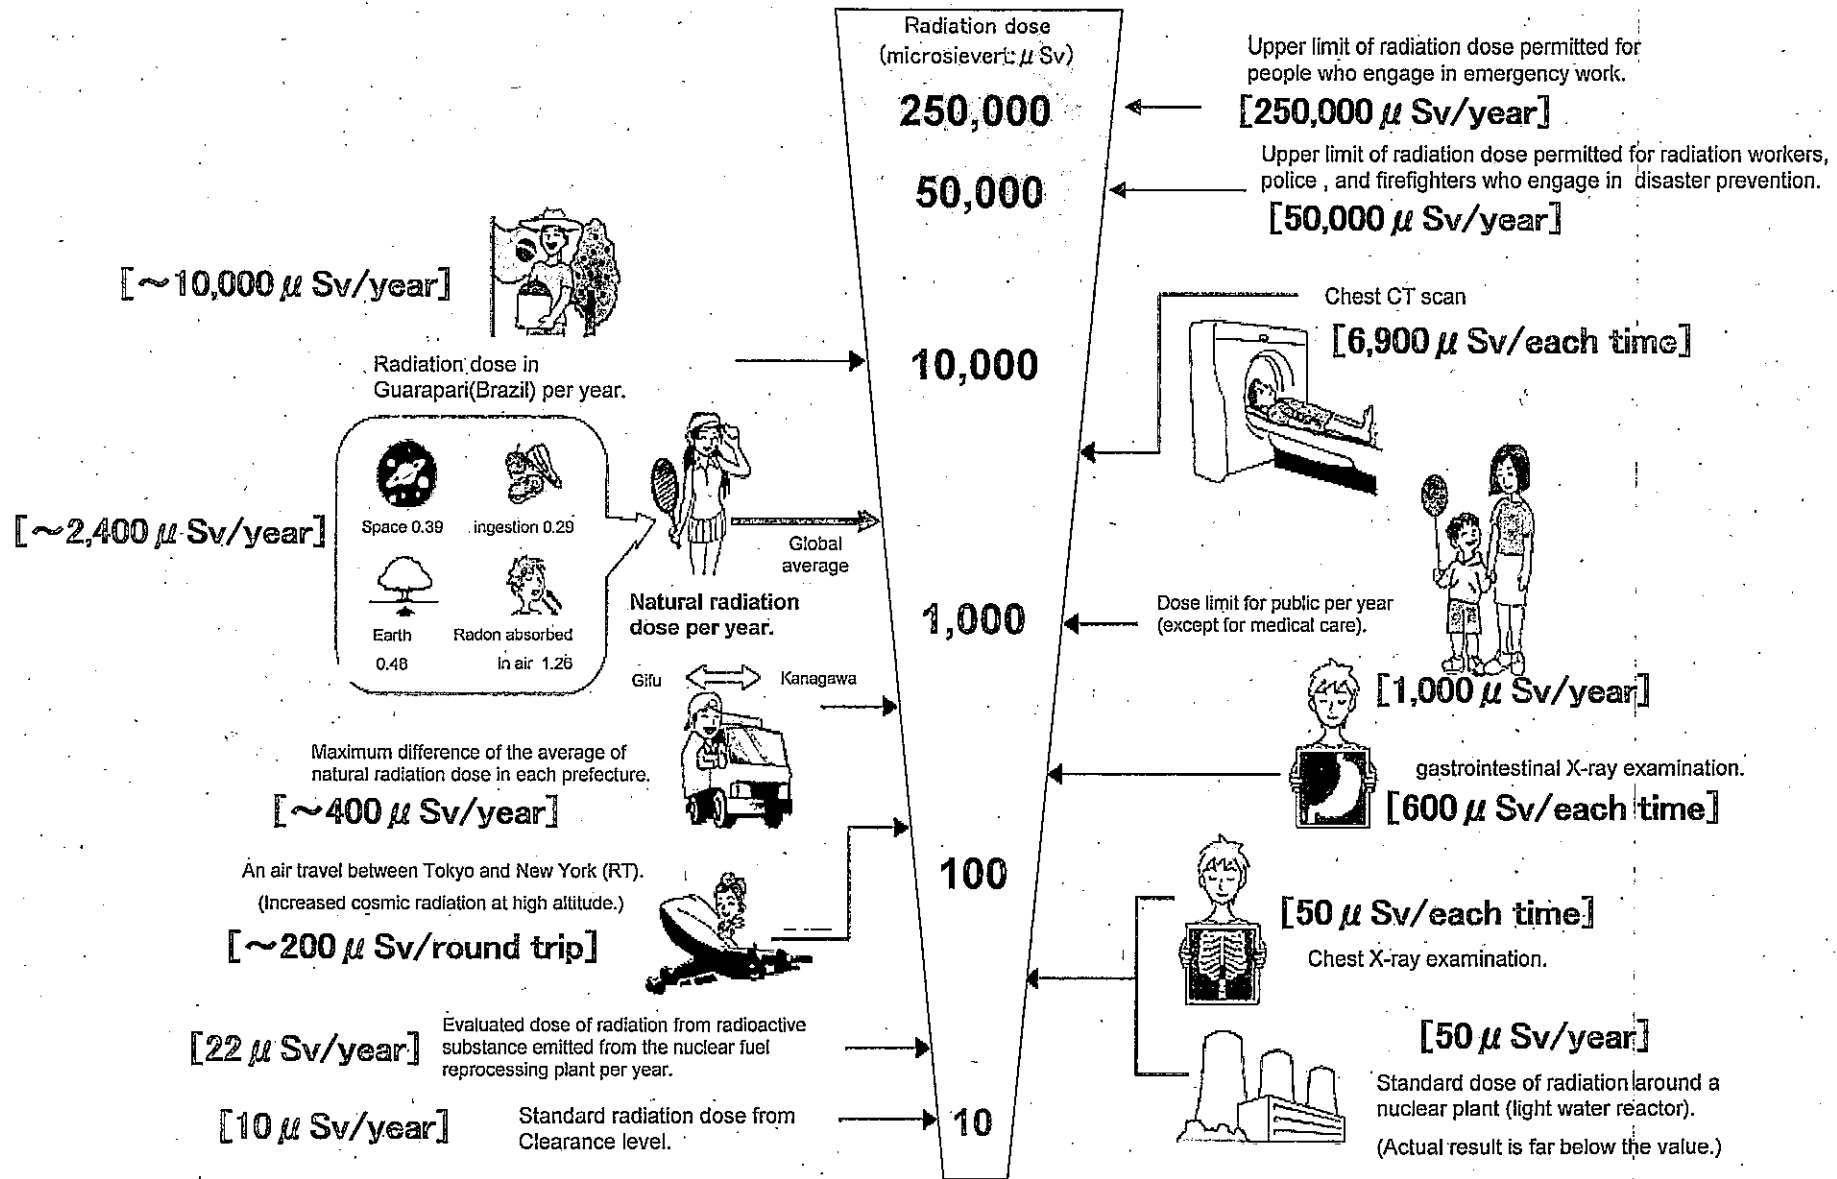 Radiation dose
(microsievert: μ Sv)
250,000
50,000
10,000
1,000
100
10
Upper limit of radiation dose permitted for
people who engage in emergency work.
[250,000 μ Sv/year]
Upper limit of radiation dose permitted for radiation workers,
police , and firefighters who engage in disaster prevention.
[50,000 μ Sv/year]
[~10,000 μ Sv/year]
Radiation dose in
Guarapari(Brazil) per year.
Chest CT scan
[6,900 μ Sv/each time]
[~2,400 μ Sv/year]
Space 0.39
ingestion 0.29
Earth
0.48
Radon absorbed
in air 1.26
Global
average
Natural radiation
dose per year.
Dose limit for public per year
(except for medical care).
[1,000 μ Sv/year]
Gifu
Kanagawa
Maximum difference of the average of
natural radiation dose in each prefecture.
[~400 μ Sv/year]
gastrointestinal X-ray examination.
[600 μ Sv/each time]
An air travel between Tokyo and New York (RT).
(Increased cosmic radiation at high altitude.)
[~200 μ Sv/round trip]
[50 μ Sv/each time]
Chest X-ray examination.
[22 μ Sv/year]
Evaluated dose of radiation from radioactive
substance emitted from the nuclear fuel
reprocessing plant per year.
[50 μ Sv/year]
Standard dose of radiation around a
nuclear plant (light water reactor).
(Actual result is far below the value.)
[10 μ Sv/year]
Standard radiation dose from
Clearance level.